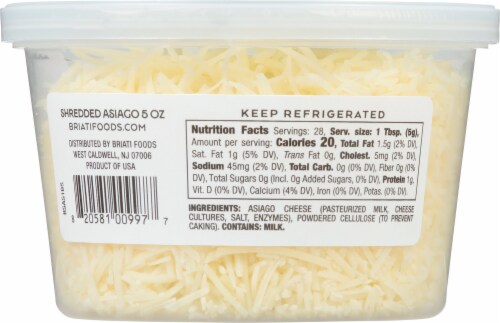 SHREDDED ASIAGO 5 OZ
BRIATIFOODS.COM
DISTRIBUTED BY BRIATI FOODS
WEST CALDWELL, NJ 07006
PRODUCT OF USA
8 20581 00997 7
KEEP REFRIGERATED
Nutrition Facts Servings: 28, Serv. size: 1 Tbsp. (5g),
Amount per serving: Calories 20, Total Fat 1.5g (2% DV),
Sat. Fat 1g (5% DV), Trans Fat 0g, Cholest. 5mg (2% DV),
Sodium 45mg (2% DV), Total Carb. 0g (0% DV), Fiber 0g (0%
DV), Total Sugars 0g (Incl. 0g Added Sugars, 0% DV), Protein 1g,
Vit. D (0% DV), Calcium (4% DV), Iron (0% DV), Potas. (0% DV).
INGREDIENTS: ASIAGO CHEESE (PASTEURIZED MILK, CHEESE
CULTURES, SALT, ENZYMES), POWDERED CELLULOSE (TO PREVENT
CAKING). CONTAINS: MILK.